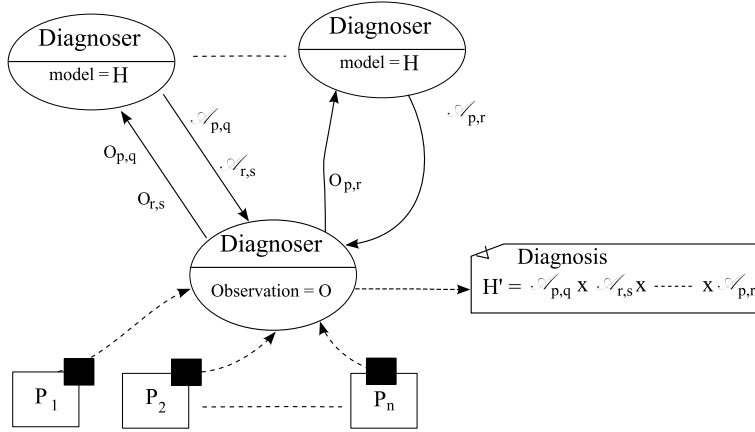 Diagnoser
model = H
Diagnoser
model = H
𝒜p,q
𝒜r,s
𝒜p,r
Op,q
Or,s
Op,r
Diagnoser
Observation = O
Diagnosis
H' = 𝒜p,q x 𝒜r,s x ------ x 𝒜p,r
P1
P2
Pn